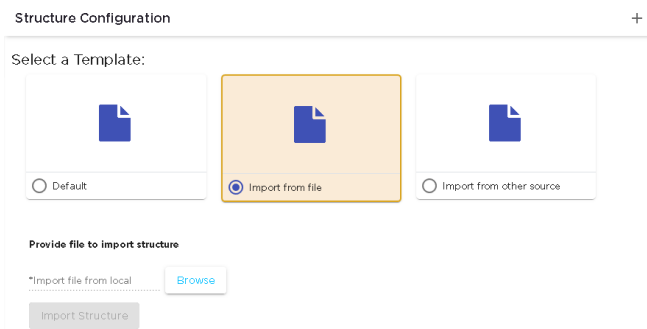 Structure Configuration
Select a Template:
Default
Import from file
Import from other source
Provide file to import structure
*Import file from local
Browse
Import Structure